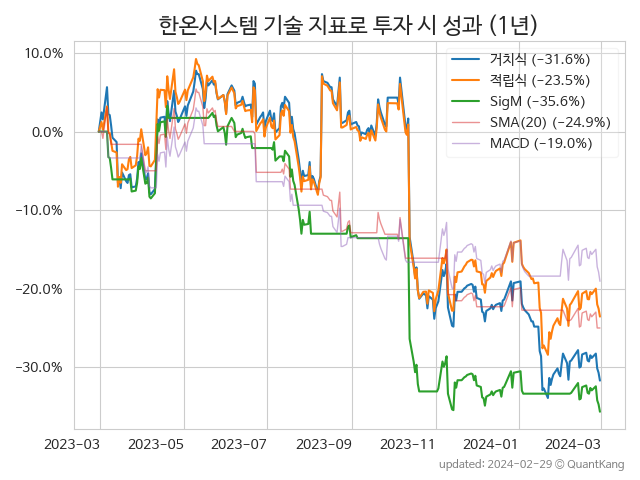 한온시스템 기술 지표로 투자 시 성과 (1년)
10.0%
0.0%
−10.0%
−20.0%
−30.0%
거치식 (−31.6%)
적립식 (−23.5%)
SigM (−35.6%)
SMA(20) (−24.9%)
MACD (−19.0%)
2023-03 2023-05 2023-07 2023-09 2023-11 2024-01 2024-03
updated: 2024-02-29 © QuantKang